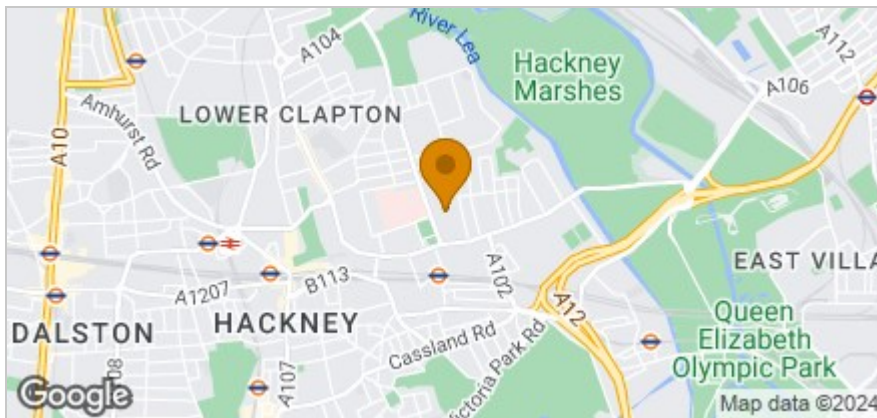 River Lea
A104
A112
Hackney
Marshes
A106
Amhurst Rd
LOWER CLAPTON
A10
EAST VILLA
A102
B113
A1207
A12
DALSTON
HACKNEY
Cassland Rd
Victoria Park Rd
Queen
Elizabeth
Olympic Park
108
A107
Google
Map data ©2024